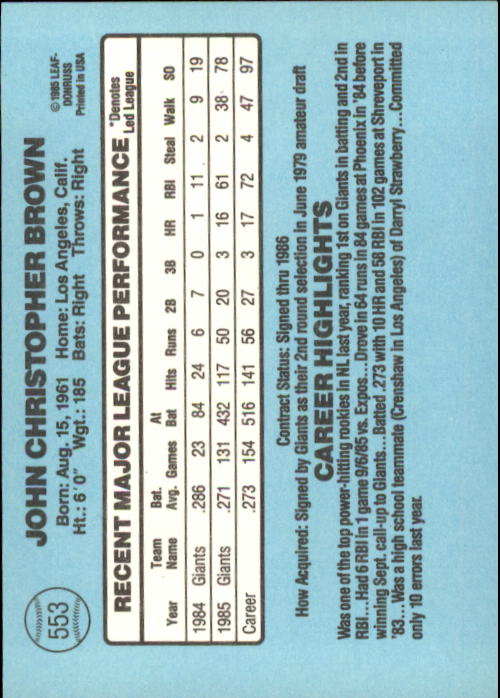 553
JOHN CHRISTOPHER BROWN
© 1985 LEAF-
DONRUSS
Printed in USA
Born: Aug. 15, 1961 Home: Los Angeles, Calif.
Ht.: 6'0" Wgt.: 185 Bats: Right Throws: Right
RECENT MAJOR LEAGUE PERFORMANCE
*Denotes
Led League
Year Team Name Bat. Avg. Games At Bat Hits Runs 2B 3B HR RBI Steal Walk SO
1984 Giants .286 23 84 24 6 7 0 1 11 2 9 19
1985 Giants .271 131 432 117 50 20 3 16 61 2 38 78
Career .273 154 516 141 56 27 3 17 72 4 47 97
Contract Status: Signed thru 1986
How Acquired: Signed by Giants as their 2nd round selection in June 1979 amateur draft
CAREER HIGHLIGHTS
Was one of the top power-hitting rookies in NL last year, ranking 1st on Giants in batting and 2nd in
RBI...Had 6 RBI in 1 game 9/6/85 vs. Expos...Drove in 64 runs in 84 games at Phoenix in '84 before
winning Sept. call-up to Giants...Batted .273 with 10 HR and 58 RBI in 102 games at Shreveport in
'83...Was a high school teammate (Crenshaw in Los Angeles) of Darryl Strawberry...Committed
only 10 errors last year.